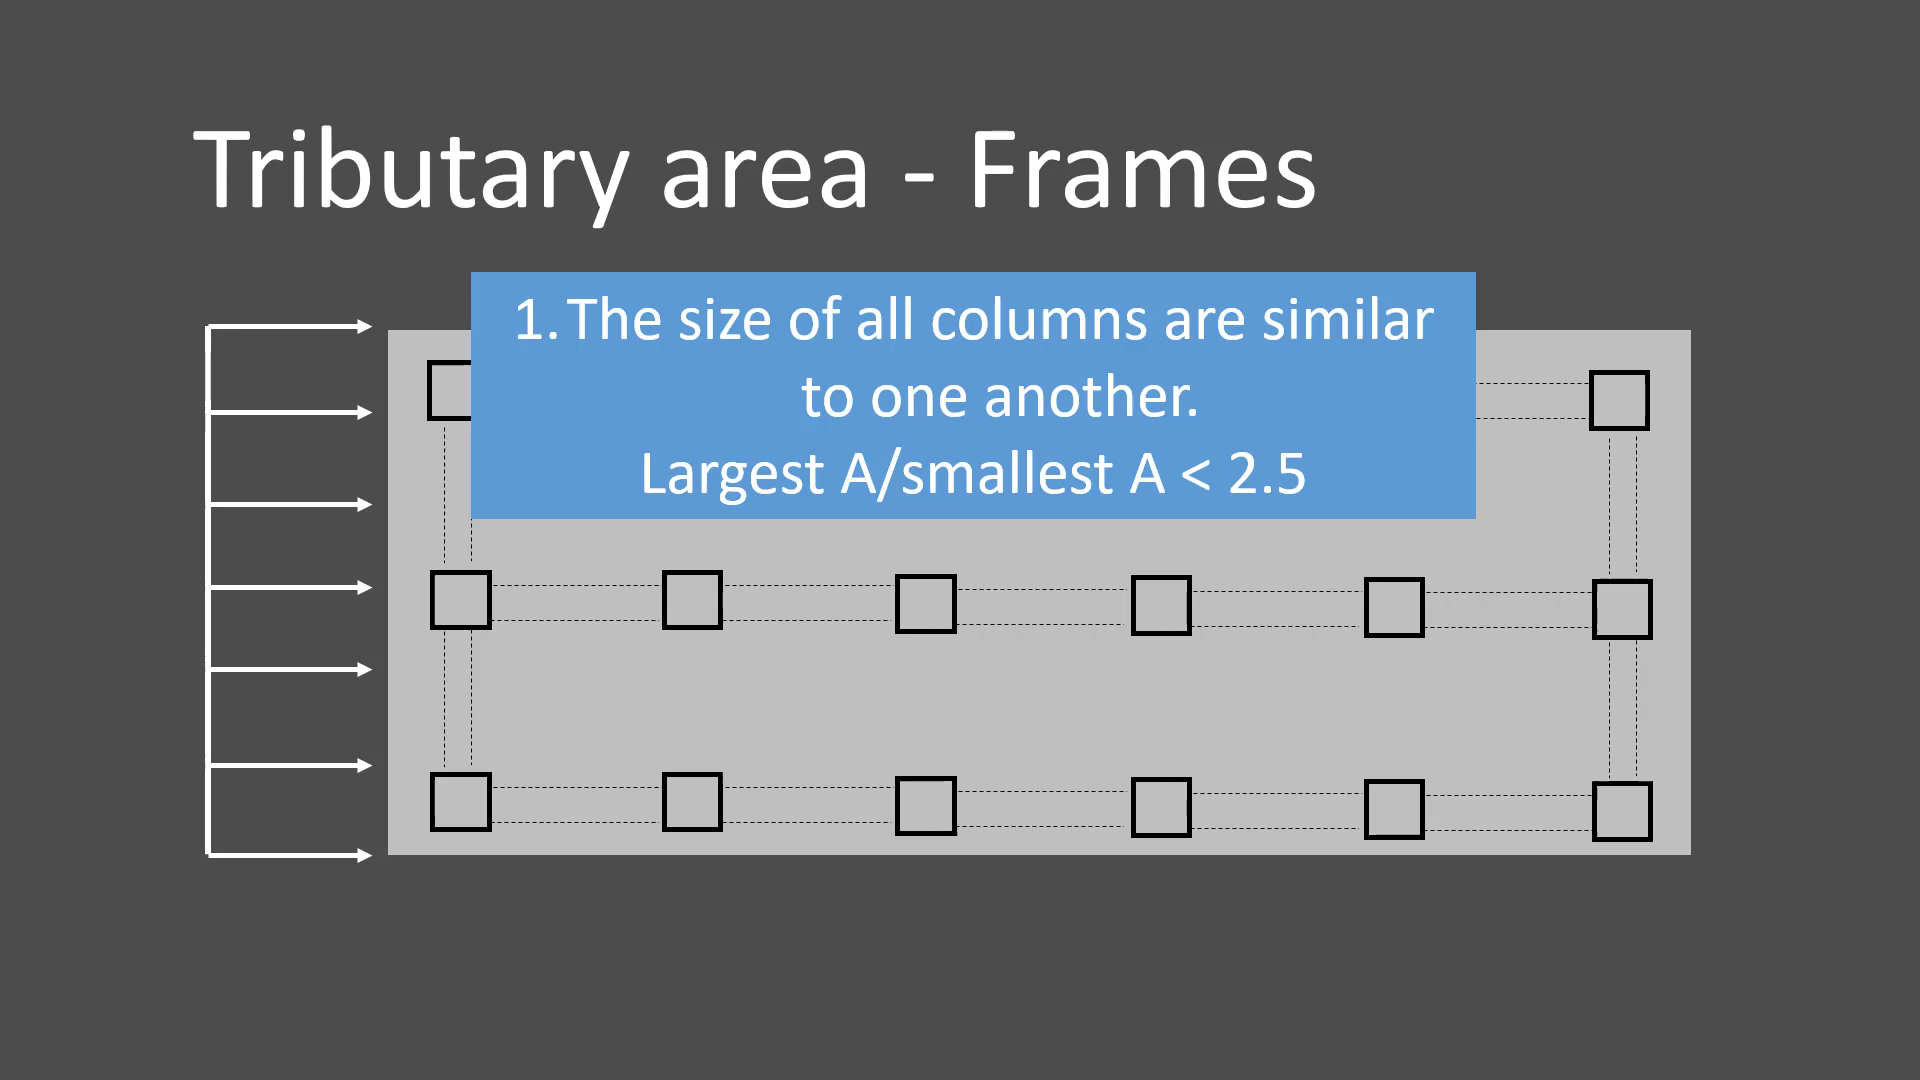 Tributary area - Frames
1. The size of all columns are similar
to one another.
Largest A/smallest A < 2.5